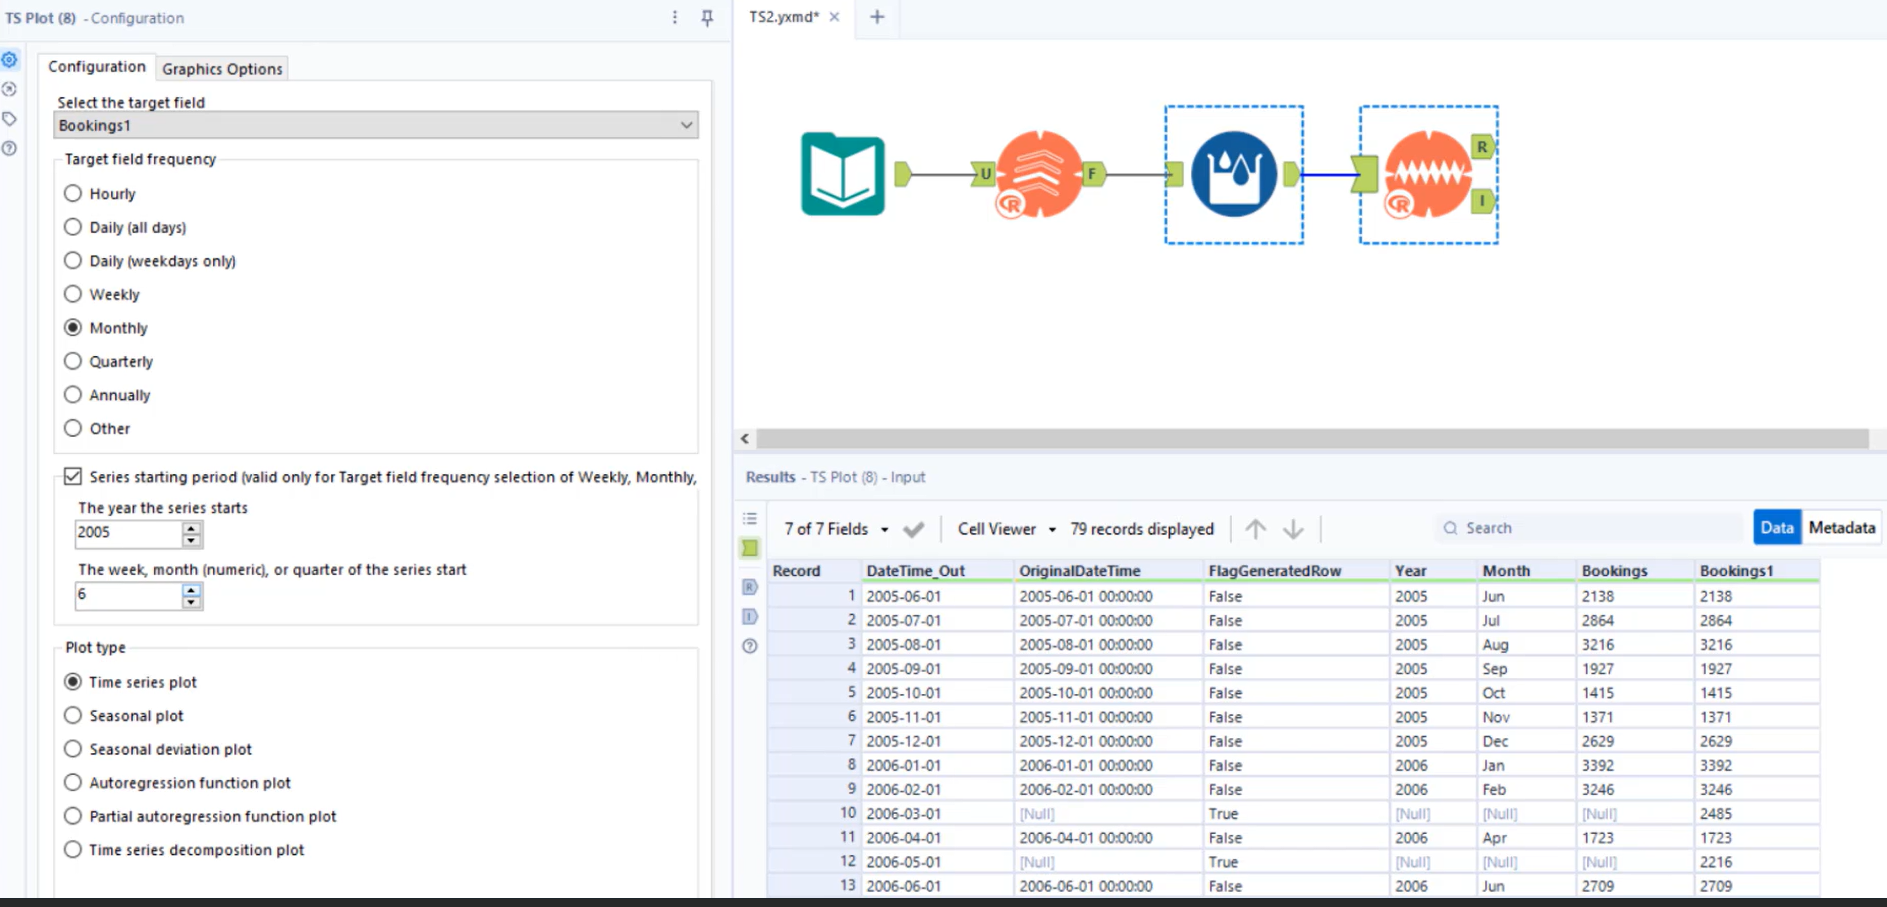 TS Plot (8) - Configuration
Configuration
Graphics Options
Select the target field
Bookings1
Target field frequency
Hourly
Daily (all days)
Daily (weekdays only)
Weekly
Monthly
Quarterly
Annually
Other
Series starting period (valid only for Target field frequency selection of Weekly, Monthly,
The year the series starts
2005
The week, month (numeric), or quarter of the series start
6
Plot type
Time series plot
Seasonal plot
Seasonal deviation plot
Autoregression function plot
Partial autoregression function plot
Time series decomposition plot
TS2.yxmd*
U
R
F
R
R
I
Results - TS Plot (8) - Input
7 of 7 Fields
Cell Viewer
79 records displayed
Search
Data
Metadata
R
I
Record DateTime_Out OriginalDateTime FlagGeneratedRow Year Month Bookings Bookings1
1 2005-06-01 2005-06-01 00:00:00 False 2005 Jun 2138 2138
2 2005-07-01 2005-07-01 00:00:00 False 2005 Jul 2864 2864
3 2005-08-01 2005-08-01 00:00:00 False 2005 Aug 3216 3216
4 2005-09-01 2005-09-01 00:00:00 False 2005 Sep 1927 1927
5 2005-10-01 2005-10-01 00:00:00 False 2005 Oct 1415 1415
6 2005-11-01 2005-11-01 00:00:00 False 2005 Nov 1371 1371
7 2005-12-01 2005-12-01 00:00:00 False 2005 Dec 2629 2629
8 2006-01-01 2006-01-01 00:00:00 False 2006 Jan 3392 3392
9 2006-02-01 2006-02-01 00:00:00 False 2006 Feb 3246 3246
10 2006-03-01 [Null] True [Null] [Null] [Null] 2485
11 2006-04-01 2006-04-01 00:00:00 False 2006 Apr 1723 1723
12 2006-05-01 [Null] True [Null] [Null] [Null] 2216
13 2006-06-01 2006-06-01 00:00:00 False 2006 Jun 2709 2709